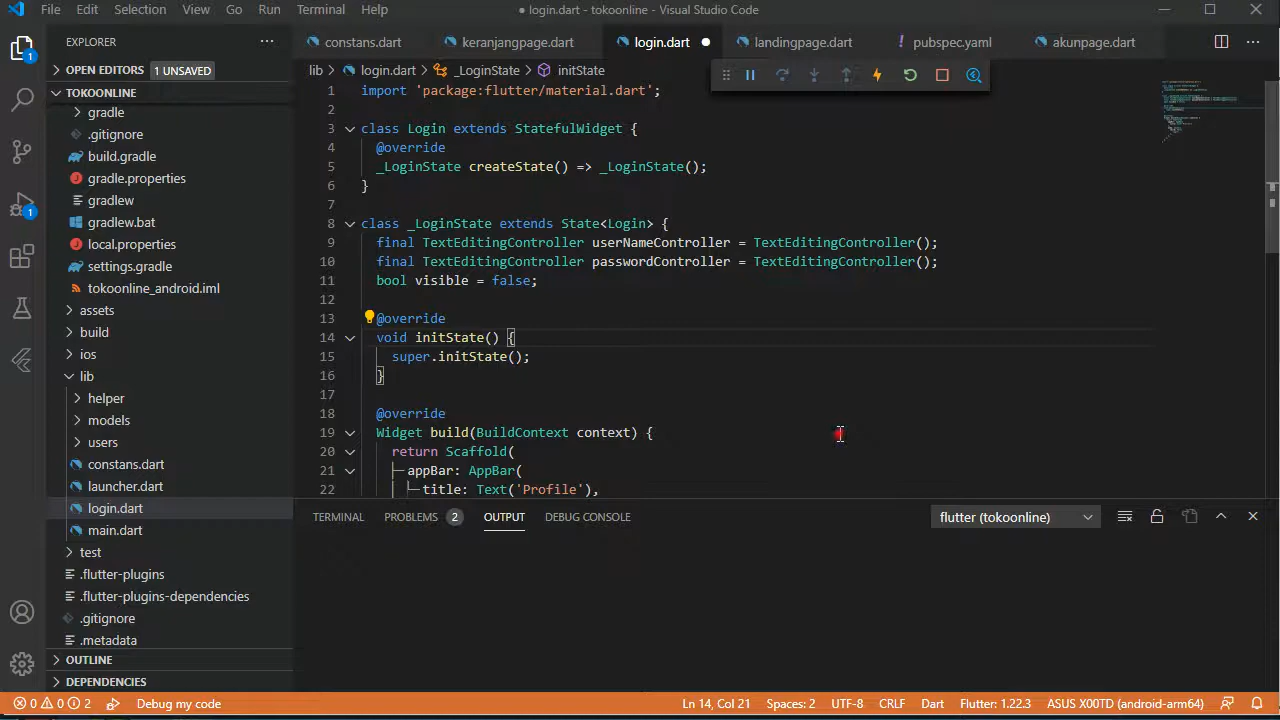 File Edit Selection View Go Run Terminal Help
● login.dart - tokoonline - Visual Studio Code
EXPLORER
OPEN EDITORS 1 UNSAVED
TOKOONLINE
gradle
.gitignore
build.gradle
gradle.properties
gradlew
gradlew.bat
local.properties
settings.gradle
tokoonline_android.iml
assets
build
ios
lib
helper
models
users
constans.dart
launcher.dart
login.dart
main.dart
test
.flutter-plugins
.flutter-plugins-dependencies
.gitignore
.metadata
OUTLINE
DEPENDENCIES
1
1
constans.dart keranjangpage.dart login.dart landingpage.dart ! pubspec.yaml akunpage.dart
lib > login.dart > _LoginState > initState
1 import 'package:flutter/material.dart';
2
3 class Login extends StatefulWidget {
4 @override
5 _LoginState createState() => _LoginState();
6 }
7
8 class _LoginState extends State<Login> {
9 final TextEditingController userNameController = TextEditingController();
10 final TextEditingController passwordController = TextEditingController();
11 bool visible = false;
12
13 @override
14 void initState() {
15 super.initState();
16 }
17
18 @override
19 Widget build(BuildContext context) {
20 return Scaffold(
21 appBar: AppBar(
22 title: Text('Profile'),
TERMINAL PROBLEMS 2 OUTPUT DEBUG CONSOLE
flutter (tokoonline)
0 0 2 Debug my code
Ln 14, Col 21 Spaces: 2 UTF-8 CRLF Dart Flutter: 1.22.3 ASUS X00TD (android-arm64)